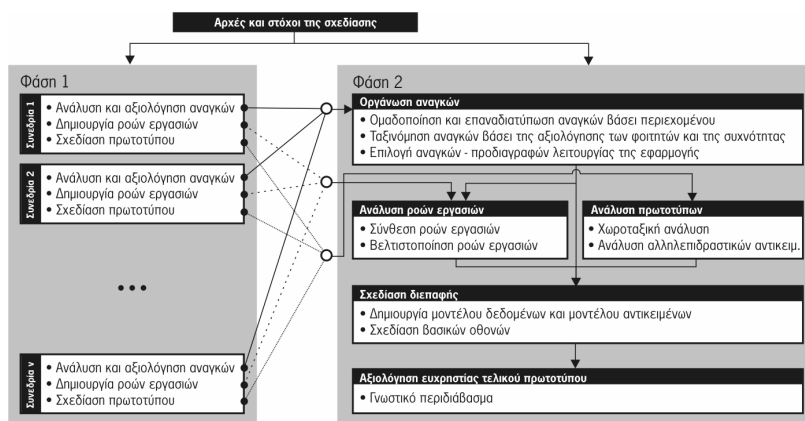 Αρχές και στόχοι της σχεδίασης
Φάση 1
Συνεδρία 1
• Ανάλυση και αξιολόγηση αναγκών
• Δημιουργία ροών εργασιών
• Σχεδίαση πρωτοτύπου
Συνεδρία 2
• Ανάλυση και αξιολόγηση αναγκών
• Δημιουργία ροών εργασιών
• Σχεδίαση πρωτοτύπου
• • •
Συνεδρία ν
• Ανάλυση και αξιολόγηση αναγκών
• Δημιουργία ροών εργασιών
• Σχεδίαση πρωτοτύπου
Φάση 2
Οργάνωση αναγκών
• Ομαδοποίηση και επαναδιατύπωση αναγκών βάσει περιεχομένου
• Ταξινόμηση αναγκών βάσει της αξιολόγησης των φοιτητών και της συχνότητας
• Επιλογή αναγκών - προδιαγραφών λειτουργίας της εφαρμογής
Ανάλυση ροών εργασιών
• Σύνθεση ροών εργασιών
• Βελτιστοποίηση ροών εργασιών
Ανάλυση πρωτοτύπων
• Χωροταξική ανάλυση
• Ανάλυση αλληλεπιδραστικών αντικειμ.
Σχεδίαση διεπαφής
• Δημιουργία μοντέλου δεδομένων και μοντέλου αντικειμένων
• Σχεδίαση βασικών οθονών
Αξιολόγηση ευχρηστίας τελικού πρωτοτύπου
• Γνωστικό περιδιάβασμα